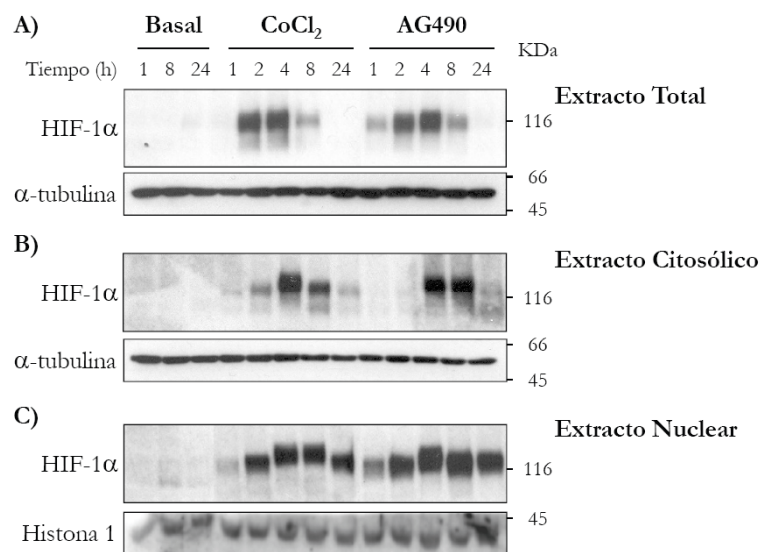 A) Basal CoCl₂ AG490
KDa
Tiempo (h) 1 8 24 1 2 4 8 24 1 2 4 8 24
Extracto Total
HIF-1α 116
66
α-tubulina
45
B)
Extracto Citosólico
HIF-1α
116
66
α-tubulina
45
C)
Extracto Nuclear
HIF-1α
116
45
Histona 1